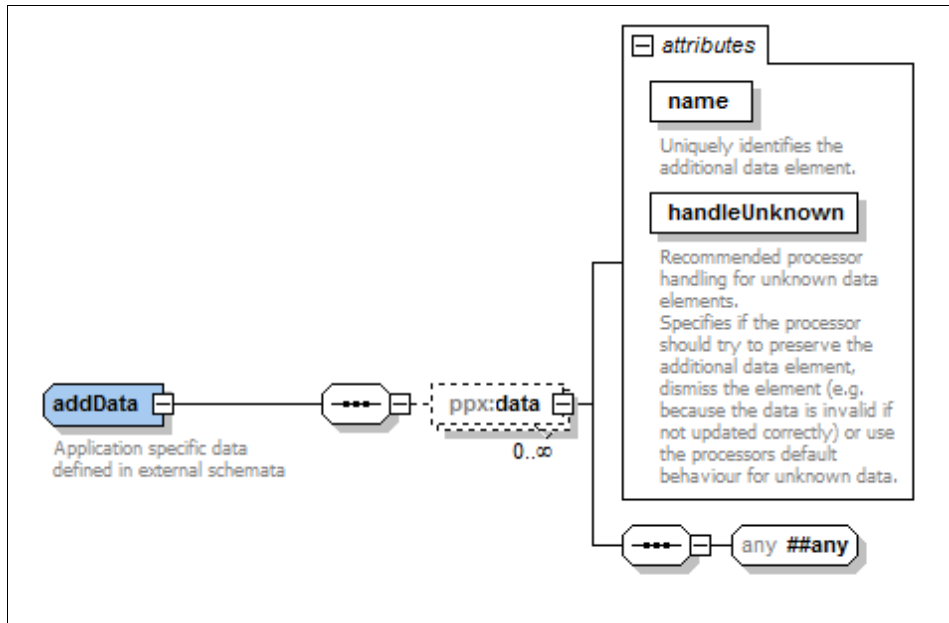 attributes
name
Uniquely identifies the
additional data element.
handleUnknown
Recommended processor
handling for unknown data
elements.
Specifies if the processor
should try to preserve the
additional data element,
dismiss the element (e.g.
because the data is invalid if
not updated correctly) or use
the processors default
behaviour for unknown data.
addData
Application specific data
defined in external schemata
ppx:data
0..∞
any ##any